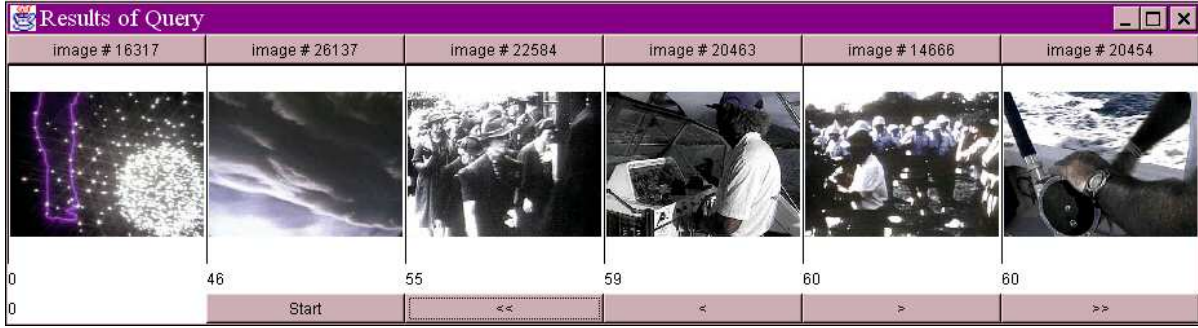 Results of Query
image # 16317 image # 26137 image # 22584 image # 20463 image # 14666 image # 20454
0 46 55 59 60 60
0 Start << < > >>